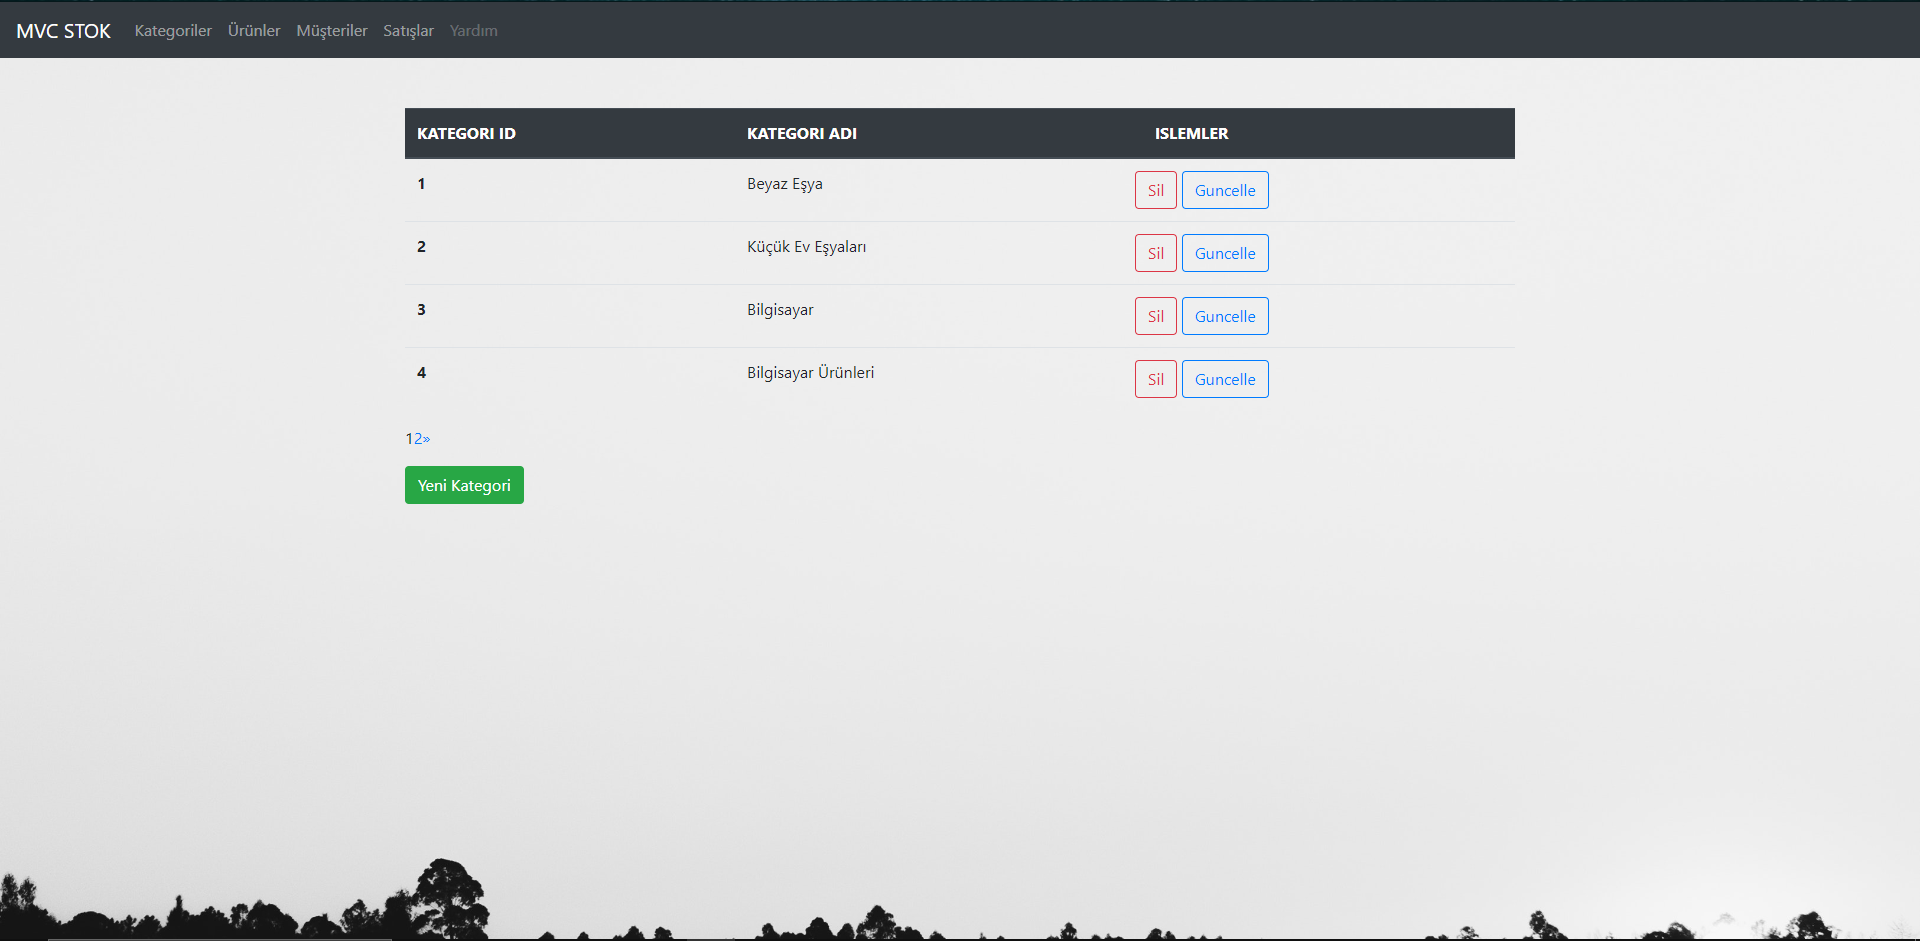 MVC STOK Kategoriler Ürünler Müşteriler Satışlar Yardım
KATEGORI ID KATEGORI ADI ISLEMLER
1 Beyaz Eşya Sil Guncelle
2 Küçük Ev Eşyaları Sil Guncelle
3 Bilgisayar Sil Guncelle
4 Bilgisayar Ürünleri Sil Guncelle
12»
Yeni Kategori